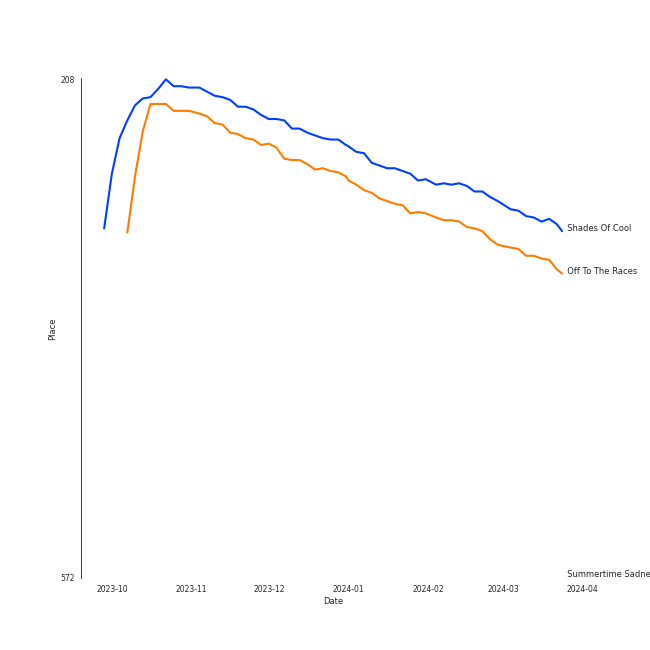 208
Shades Of Cool
Off To The Races
Place
Summertime Sadne
572
2023-10 2023-11 2023-12 2024-01 2024-02 2024-03 2024-04
Date